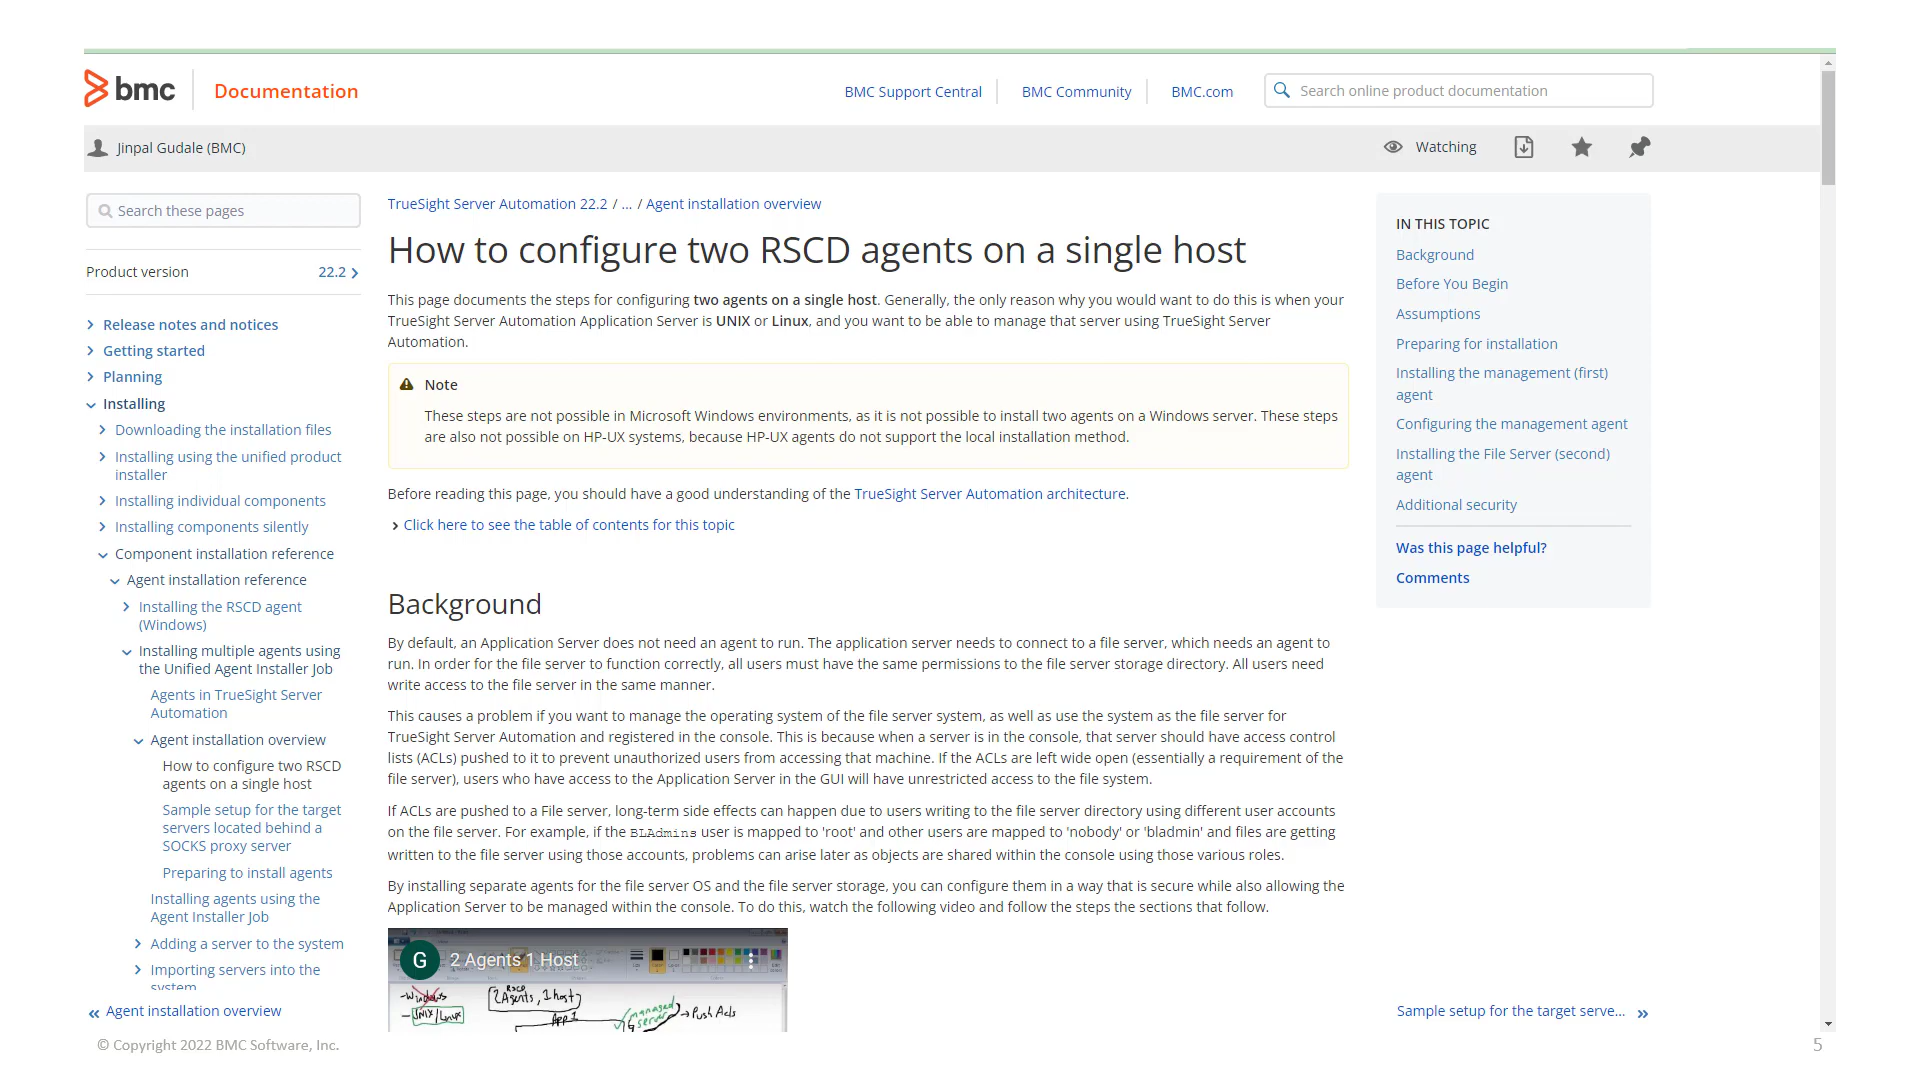 bmc
Documentation
BMC Support Central
BMC Community
BMC.com
Search online product documentation
Jinpal Gudale (BMC)
Watching
Search these pages
Product version
22.2
Release notes and notices
Getting started
Planning
Installing
Downloading the installation files
Installing using the unified product
installer
Installing individual components
Installing components silently
Component installation reference
Agent installation reference
Installing the RSCD agent
(Windows)
Installing multiple agents using
the Unified Agent Installer Job
Agents in TrueSight Server
Automation
Agent installation overview
How to configure two RSCD
agents on a single host
Sample setup for the target
servers located behind a
SOCKS proxy server
Preparing to install agents
Installing agents using the
Agent Installer Job
Adding a server to the system
Importing servers into the
system
« Agent installation overview
TrueSight Server Automation 22.2 / ... / Agent installation overview
How to configure two RSCD agents on a single host
This page documents the steps for configuring two agents on a single host. Generally, the only reason why you would want to do this is when your
TrueSight Server Automation Application Server is UNIX or Linux, and you want to be able to manage that server using TrueSight Server
Automation.
Note
These steps are not possible in Microsoft Windows environments, as it is not possible to install two agents on a Windows server. These steps
are also not possible on HP-UX systems, because HP-UX agents do not support the local installation method.
Before reading this page, you should have a good understanding of the TrueSight Server Automation architecture.
Click here to see the table of contents for this topic
Background
By default, an Application Server does not need an agent to run. The application server needs to connect to a file server, which needs an agent to
run. In order for the file server to function correctly, all users must have the same permissions to the file server storage directory. All users need
write access to the file server in the same manner.
This causes a problem if you want to manage the operating system of the file server system, as well as use the system as the file server for
TrueSight Server Automation and registered in the console. This is because when a server is in the console, that server should have access control
lists (ACLs) pushed to it to prevent unauthorized users from accessing that machine. If the ACLs are left wide open (essentially a requirement of the
file server), users who have access to the Application Server in the GUI will have unrestricted access to the file system.
If ACLs are pushed to a File server, long-term side effects can happen due to users writing to the file server directory using different user accounts
on the file server. For example, if the BLAdmins user is mapped to 'root' and other users are mapped to 'nobody' or 'bladmin' and files are getting
written to the file server using those accounts, problems can arise later as objects are shared within the console using those various roles.
By installing separate agents for the file server OS and the file server storage, you can configure them in a way that is secure while also allowing the
Application Server to be managed within the console. To do this, watch the following video and follow the steps the sections that follow.
G
2 Agents 1 Host
-Windows
-UNIX/Linux
RSCD
2 Agents, 1 host
App 1
managed
server
→ Push Acls
IN THIS TOPIC
Background
Before You Begin
Assumptions
Preparing for installation
Installing the management (first)
agent
Configuring the management agent
Installing the File Server (second)
agent
Additional security
Was this page helpful?
Comments
Sample setup for the target serve... »
© Copyright 2022 BMC Software, Inc.
5